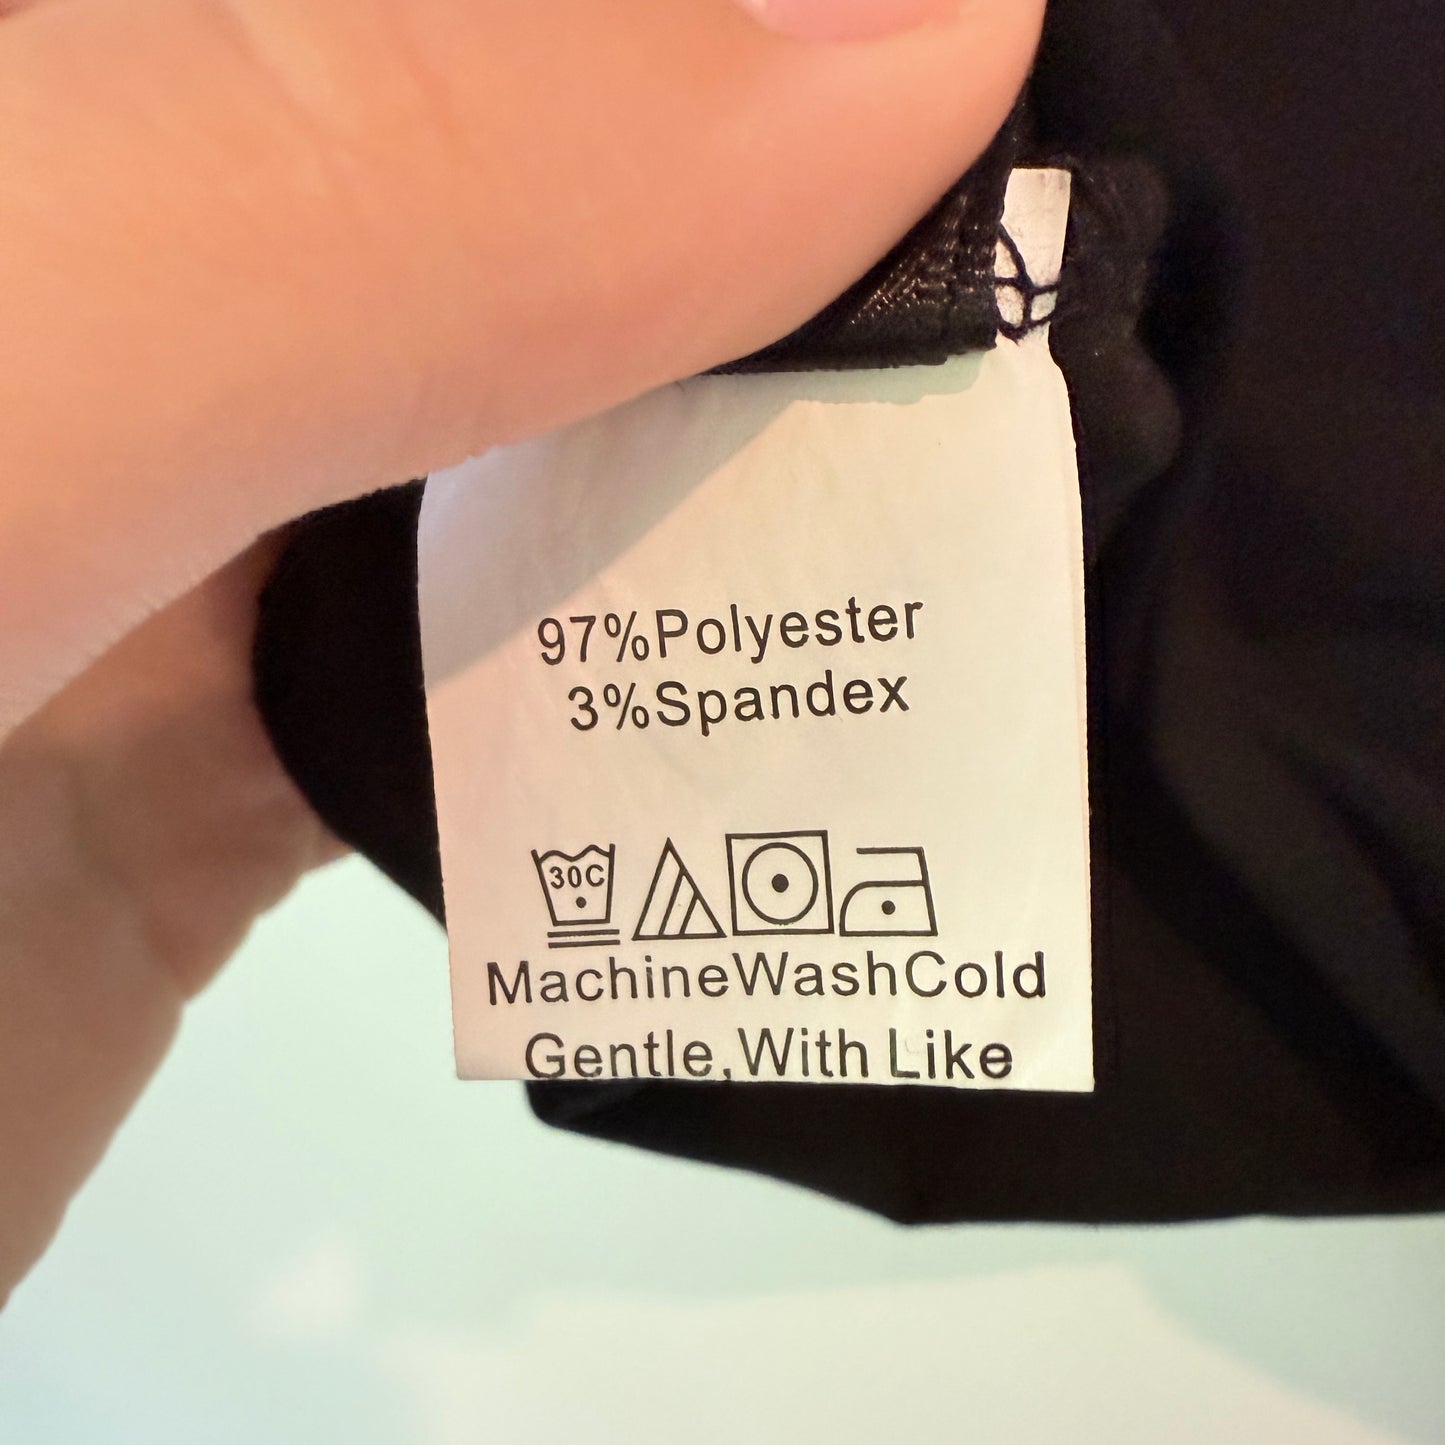 97%Polyester
3%Spandex
30C
MachineWashCold
Gentle,With Like